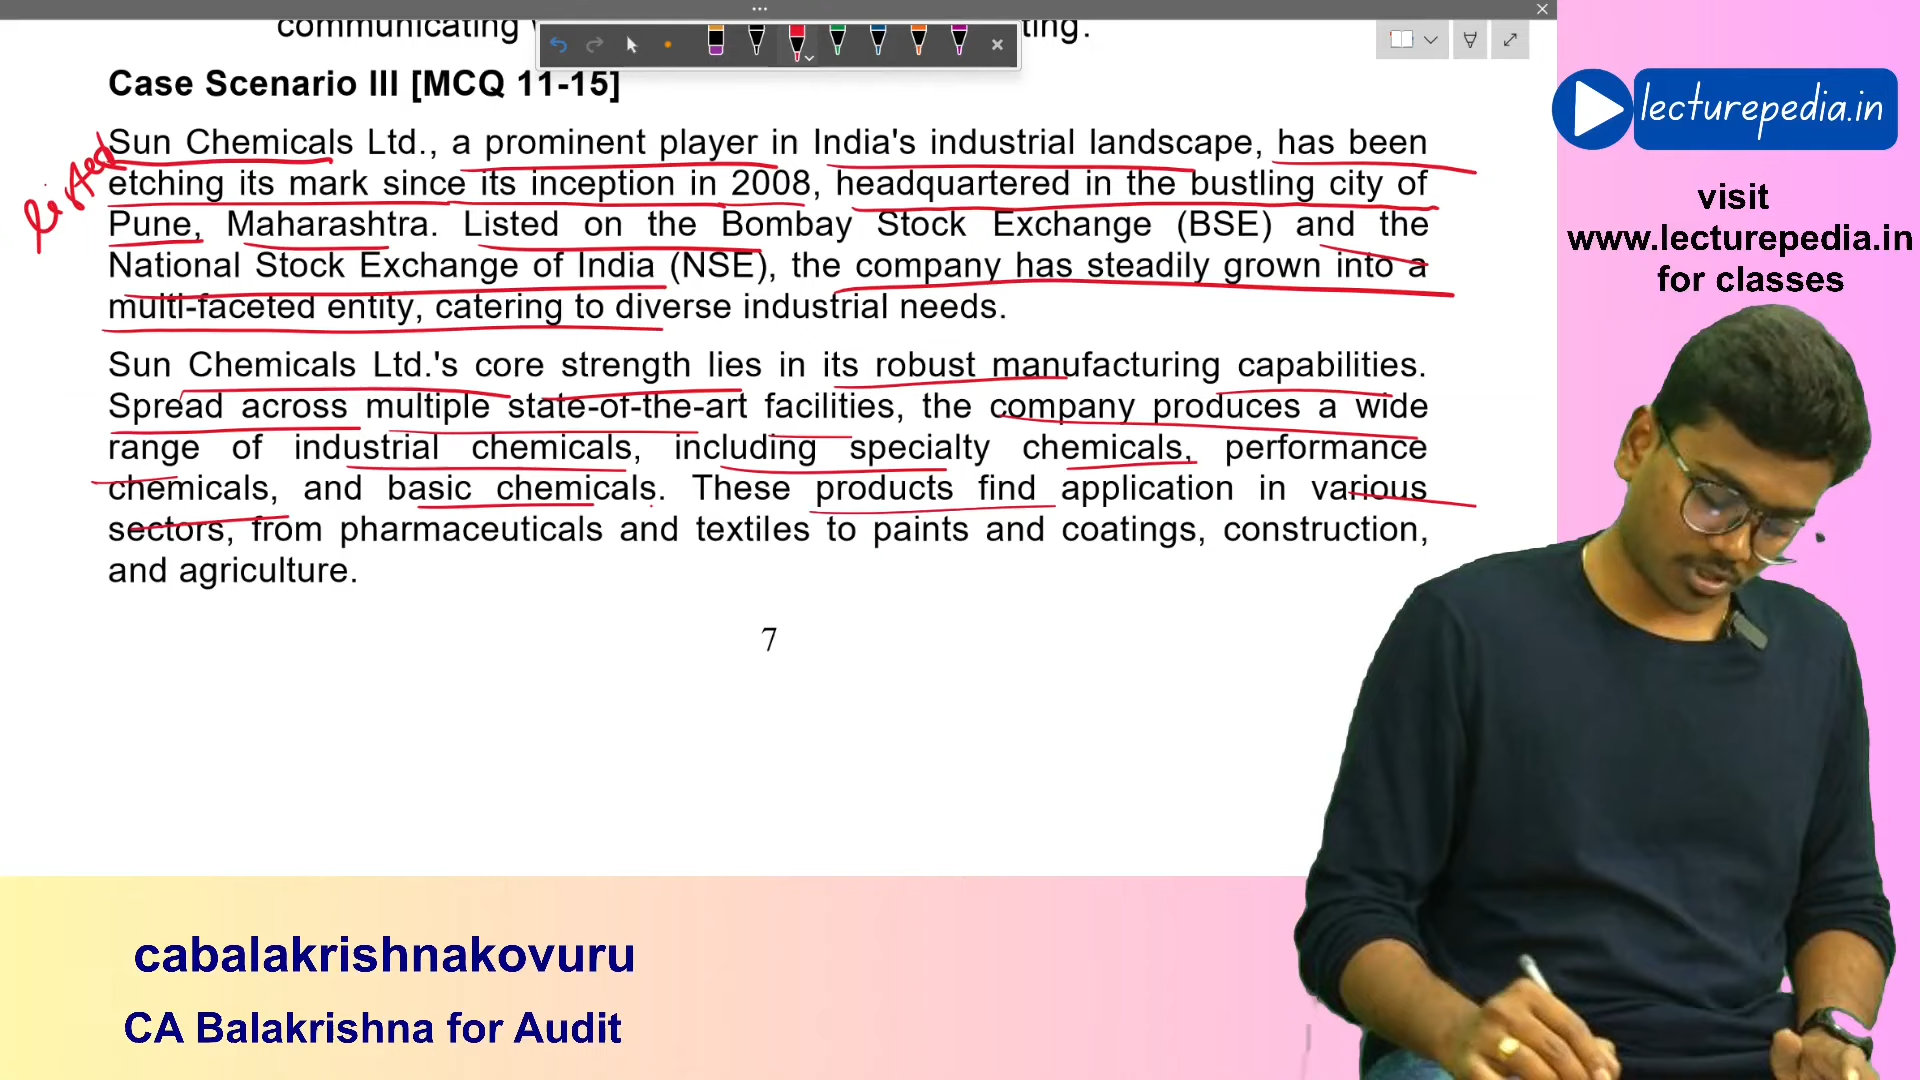 communicating
ting.
Case Scenario III [MCQ 11-15]
Sun Chemicals Ltd., a prominent player in India's industrial landscape, has been
etching its mark since its inception in 2008, headquartered in the bustling city of
Pune, Maharashtra. Listed on the Bombay Stock Exchange (BSE) and the
National Stock Exchange of India (NSE), the company has steadily grown into a
multi-faceted entity, catering to diverse industrial needs.
listed
Sun Chemicals Ltd.'s core strength lies in its robust manufacturing capabilities.
Spread across multiple state-of-the-art facilities, the company produces a wide
range of industrial chemicals, including specialty chemicals, performance
chemicals, and basic chemicals. These products find application in various
sectors, from pharmaceuticals and textiles to paints and coatings, construction,
and agriculture.
7
lecturepedia.in
visit
www.lecturepedia.in
for classes
cabalakrishnakovuru
CA Balakrishna for Audit